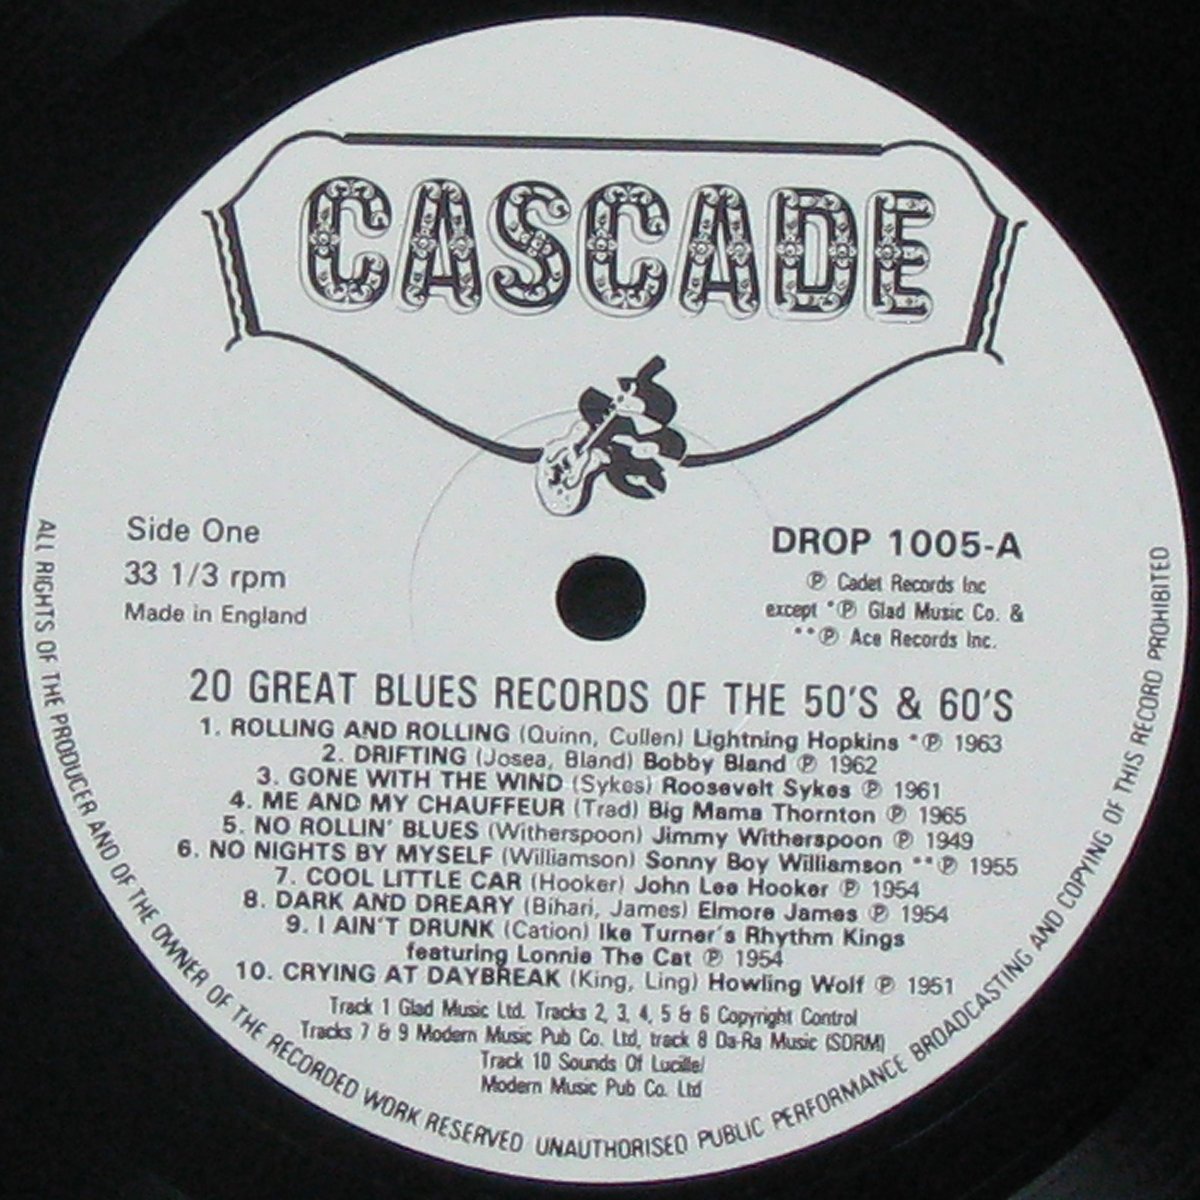 CASCADE
Side One
33 1/3 rpm
Made in England
DROP 1005-A
℗ Cadet Records Inc
except *℗ Glad Music Co. &
**℗ Ace Records Inc.
20 GREAT BLUES RECORDS OF THE 50'S & 60'S
1. ROLLING AND ROLLING (Quinn, Cullen) Lightning Hopkins *℗ 1963
2. DRIFTING (Josea, Bland) Bobby Bland ℗ 1962
3. GONE WITH THE WIND (Sykes) Roosevelt Sykes ℗ 1961
4. ME AND MY CHAUFFEUR (Trad) Big Mama Thornton ℗ 1965
5. NO ROLLIN' BLUES (Witherspoon) Jimmy Witherspoon ℗ 1949
6. NO NIGHTS BY MYSELF (Williamson) Sonny Boy Williamson **℗ 1955
7. COOL LITTLE CAR (Hooker) John Lee Hooker ℗ 1954
8. DARK AND DREARY (Bihari, James) Elmore James ℗ 1954
9. I AIN'T DRUNK (Cation) Ike Turner's Rhythm Kings
featuring Lonnie The Cat ℗ 1954
10. CRYING AT DAYBREAK (King, Ling) Howling Wolf ℗ 1951
Track 1 Glad Music Ltd. Tracks 2, 3, 4, 5 & 6 Copyright Control
Tracks 7 & 9 Modern Music Pub Co. Ltd, track 8 Da-Ra Music (SDRM)
Track 10 Sounds Of Lucille/
Modern Music Pub Co. Ltd
ALL RIGHTS OF THE PRODUCER AND OF THE OWNER OF THE RECORDED WORK RESERVED UNAUTHORISED PUBLIC PERFORMANCE BROADCASTING AND COPYING OF THIS RECORD PROHIBITED